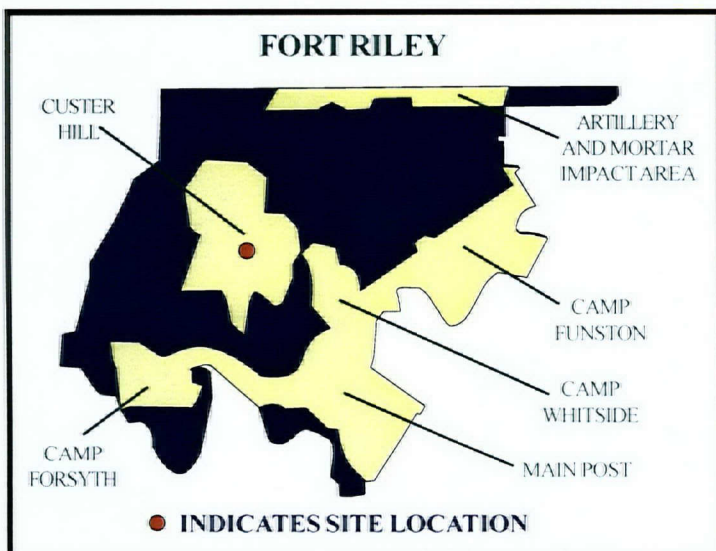 FORT RILEY
CUSTER
HILL
ARTILLERY
AND MORTAR
IMPACT AREA
CAMP
FUNSTON
CAMP
WHITSIDE
MAIN POST
CAMP
FORSYTH
INDICATES SITE LOCATION